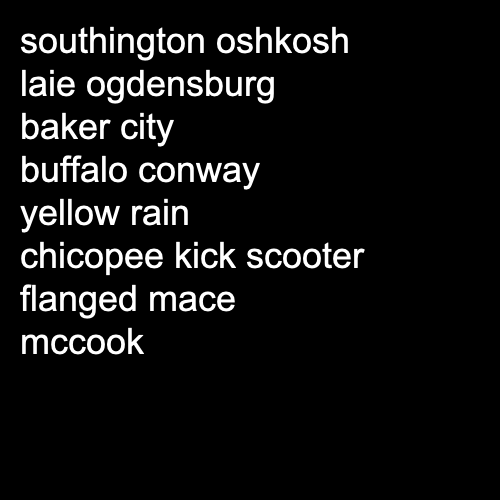 southington oshkosh
laie ogdensburg
baker city
buffalo conway
yellow rain
chicopee kick scooter
flanged mace
mccook